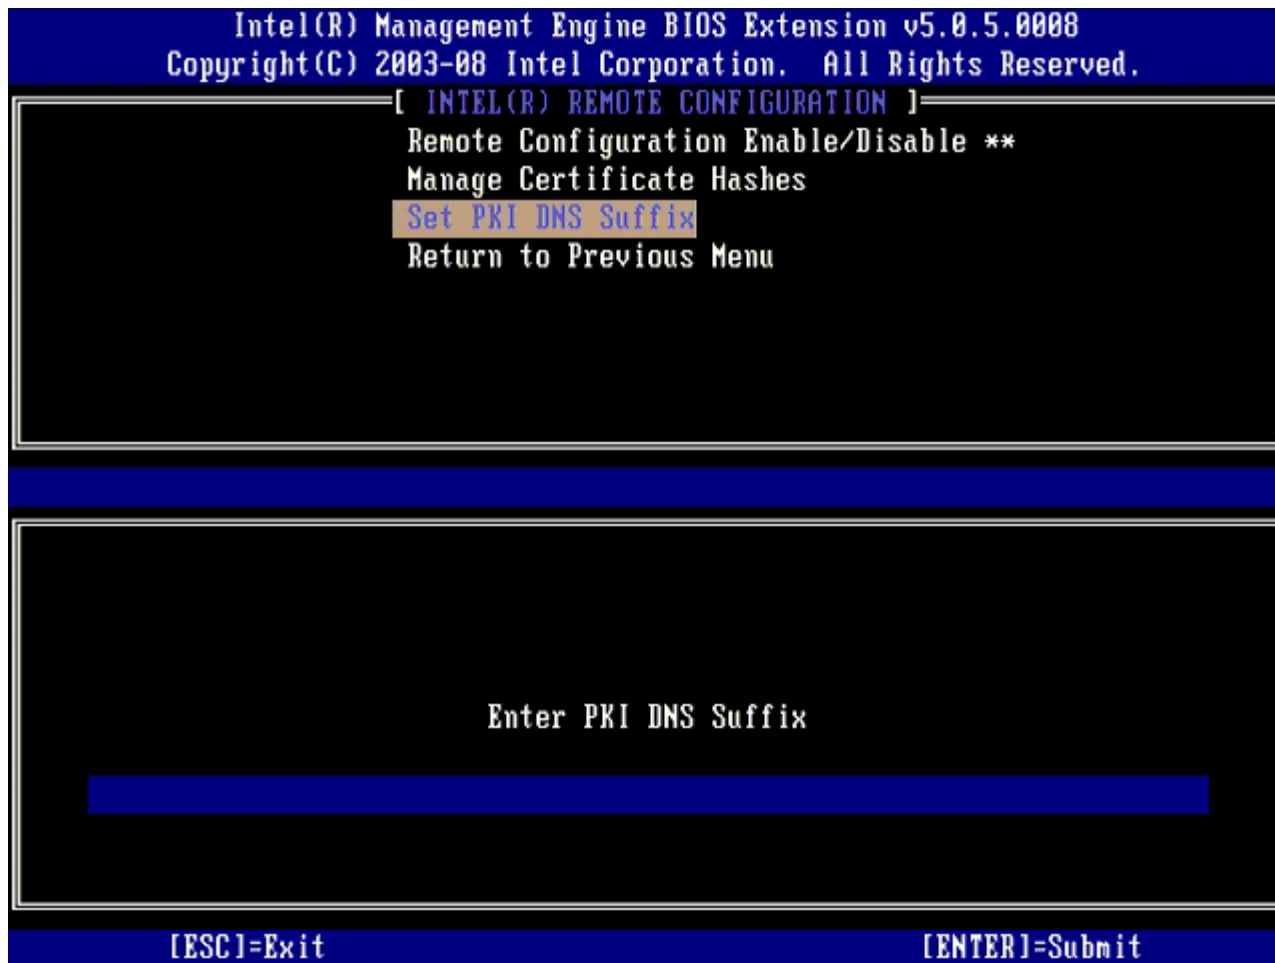 Intel(R) Management Engine BIOS Extension v5.0.5.0008
Copyright(C) 2003-08 Intel Corporation. All Rights Reserved.
[ INTEL(R) REMOTE CONFIGURATION ]
Remote Configuration Enable/Disable **
Manage Certificate Hashes
Set PKI DNS Suffix
Return to Previous Menu
Enter PKI DNS Suffix
[ESC]=Exit [ENTER]=Submit